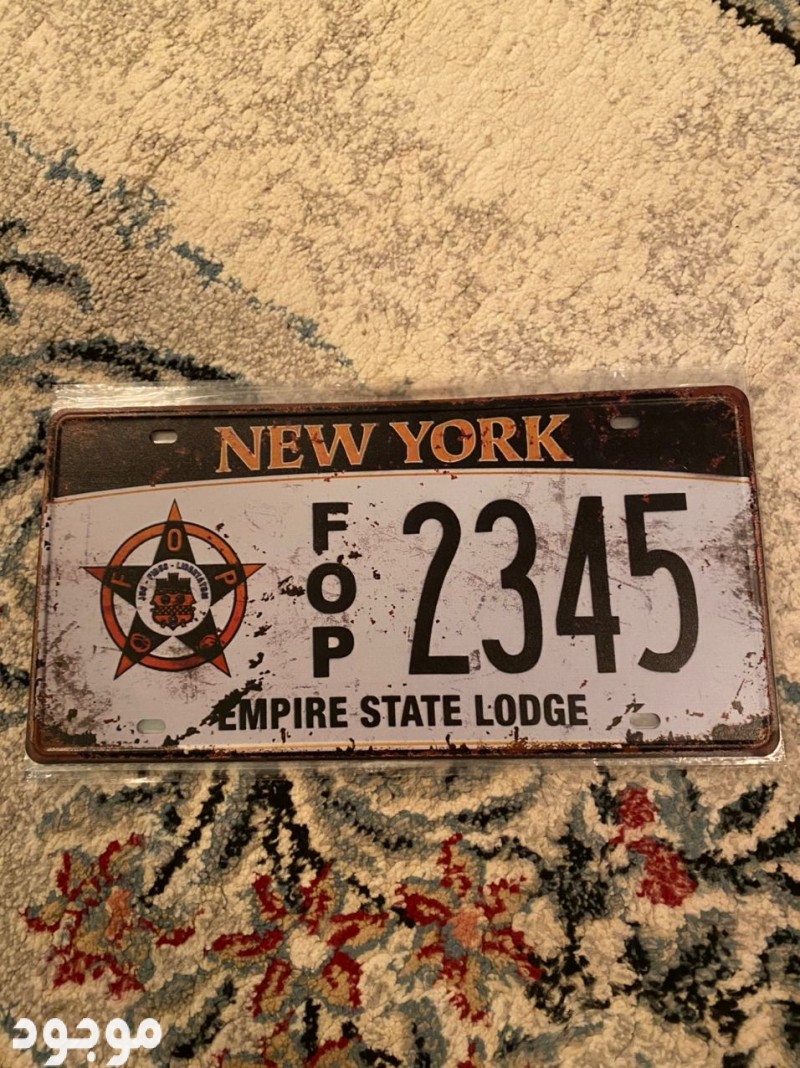 NEW YORK
F
O
P
F O P
2345
EMPIRE STATE LODGE
موجود